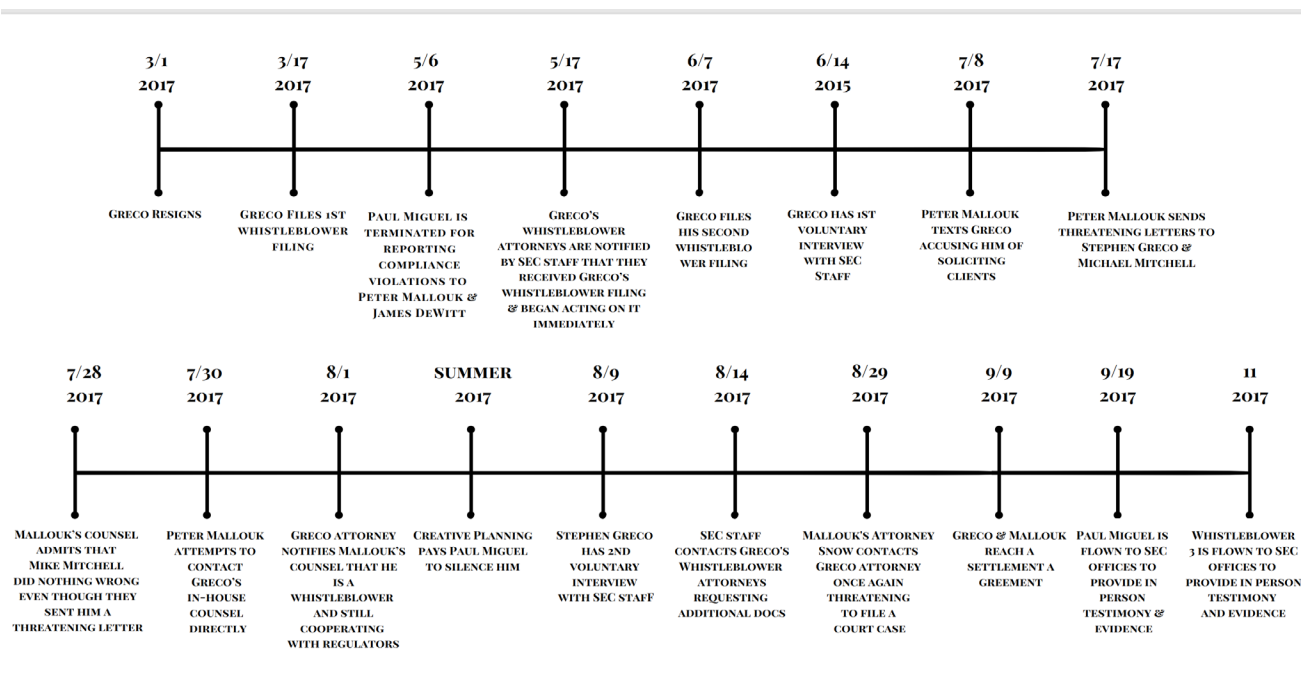 3/1
2017
Greco Resigns
3/17
2017
Greco Files 1st
whistleblower
filing
5/6
2017
Paul Miguel is
terminated for
reporting
compliance
violations to
Peter Mallouk &
James DeWitt
5/17
2017
Greco's
whistleblower
attorneys are notified
by SEC staff that they
received Greco's
whistleblower filing
& began acting on it
immediately
6/7
2017
Greco files
his second
whistleblo
wer filing
6/14
2015
Greco has 1st
voluntary
interview
with SEC
Staff
7/8
2017
Peter Mallouk
texts Greco
accusing him of
soliciting
clients
7/17
2017
Peter Mallouk sends
threatening letters to
Stephen Greco &
Michael Mitchell
7/28
2017
Mallouk's counsel
admits that
Mike Mitchell
did nothing wrong
even though they
sent him a
threatening letter
7/30
2017
Peter Mallouk
attempts to
contact
Greco's
in-house
counsel
directly
8/1
2017
Greco attorney
notifies Mallouk's
counsel that he
is a
whistleblower
and still
cooperating
with regulators
SUMMER
2017
Creative Planning
pays Paul Miguel
to silence him
8/9
2017
Stephen Greco
has 2nd
voluntary
interview
with SEC staff
8/14
2017
SEC staff
contacts Greco's
Whistleblower
attorneys
requesting
additional docs
8/29
2017
Mallouk's Attorney
Snow contacts
Greco attorney
once again
threatening
to file a
court case
9/9
2017
Greco & Mallouk
reach a
settlement a
greement
9/19
2017
Paul Miguel is
flown to SEC
offices to
provide in
person
testimony &
evidence
11
2017
Whistleblower
3 is flown to SEC
offices to
provide in person
testimony
and evidence